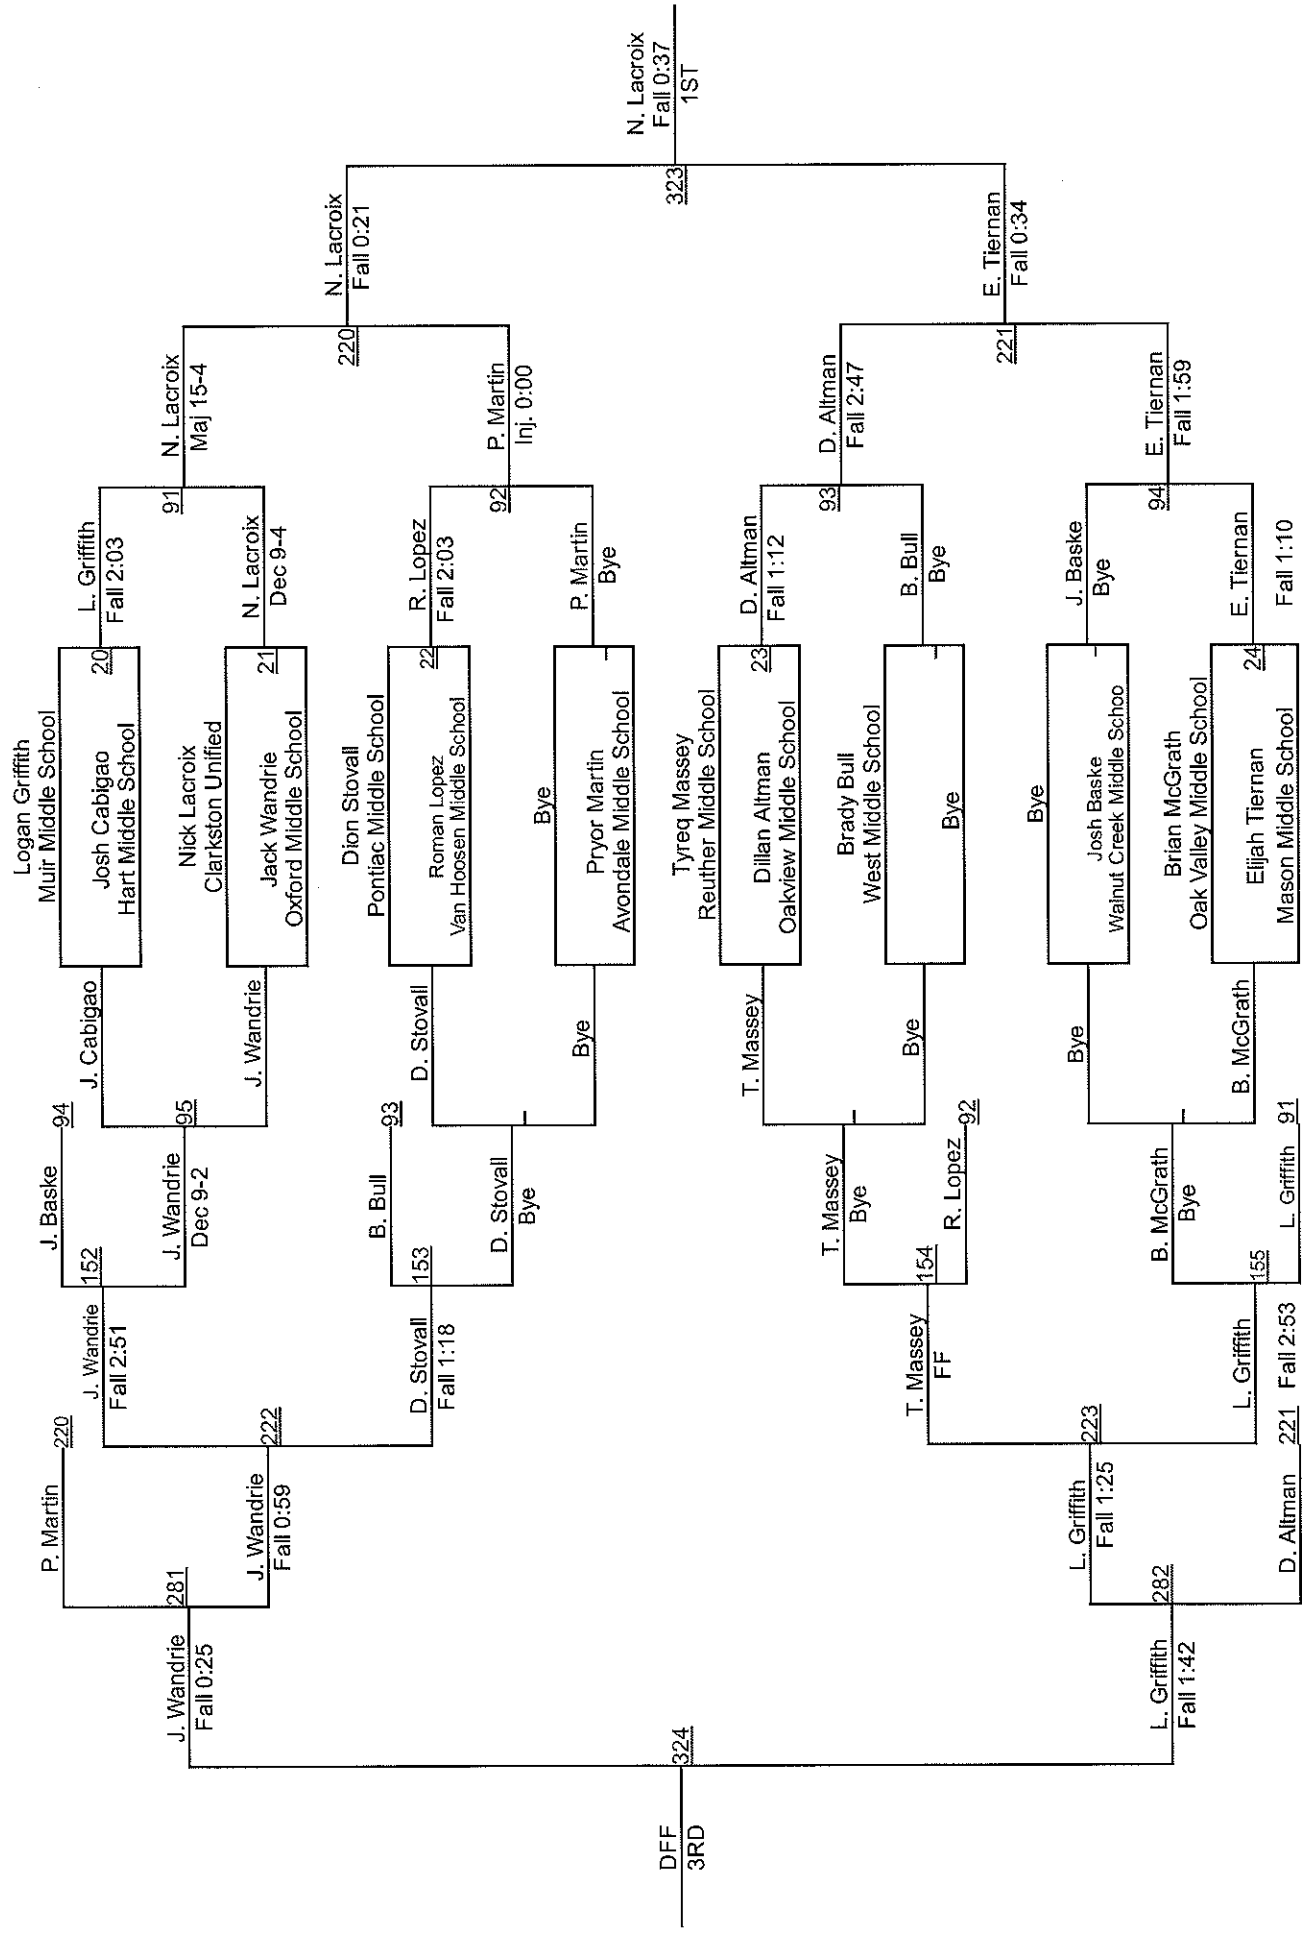 Logan Griffith
Muir Middle School
20
Josh Cabigao
Hart Middle School
Nick Lacroix
Clarkston Unified
21
Jack Wandrie
Oxford Middle School
Dion Stovall
Pontiac Middle School
22
Roman Lopez
Van Hoosen Middle School
Bye
Pryor Martin
Avondale Middle School
Tyreq Massey
Reuther Middle School
23
Dillan Altman
Oakview Middle School
Brady Bull
West Middle School
Bye
Bye
Josh Baske
Walnut Creek Middle Schoo
Brian McGrath
Oak Valley Middle School
24
Elijah Tiernan
Mason Middle School
L. Griffith
Fall 2:03
91
N. Lacroix
Dec 9-4
R. Lopez
Fall 2:03
92
P. Martin
Bye
D. Altman
Fall 1:12
93
B. Bull
Bye
J. Baske
Bye
94
E. Tiernan
Fall 1:10
N. Lacroix
Maj 15-4
220
P. Martin
Inj. 0:00
D. Altman
Fall 2:47
221
E. Tiernan
Fall 1:59
N. Lacroix
Fall 0:21
323
E. Tiernan
Fall 0:34
N. Lacroix
Fall 0:37
1ST
J. Cabigao
95
J. Wandrie
D. Stovall
Bye
T. Massey
Bye
Bye
B. McGrath
J. Baske
94
152
J. Wandrie
Dec 9-2
B. Bull
93
153
D. Stovall
Bye
T. Massey
Bye
154
R. Lopez
92
B. McGrath
Bye
155
L. Griffith
91
J. Wandrie
Fall 2:51
222
D. Stovall
Fall 1:18
T. Massey
FF
223
L. Griffith
Fall 2:53
P. Martin
220
281
J. Wandrie
Fall 0:59
L. Griffith
Fall 1:25
282
D. Altman
221
J. Wandrie
Fall 0:25
324
L. Griffith
Fall 1:42
DFF
3RD